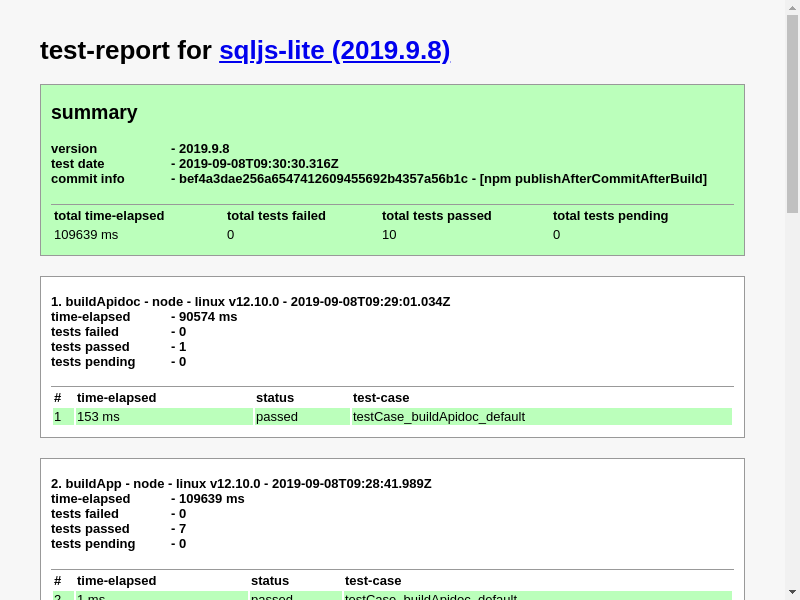 test-report for sqljs-lite (2019.9.8)
summary
version - 2019.9.8
test date - 2019-09-08T09:30:30.316Z
commit info - bef4a3dae256a6547412609455692b4357a56b1c - [npm publishAfterCommitAfterBuild]
total time-elapsed total tests failed total tests passed total tests pending
109639 ms 0 10 0
1. buildApidoc - node - linux v12.10.0 - 2019-09-08T09:29:01.034Z
time-elapsed - 90574 ms
tests failed - 0
tests passed - 1
tests pending - 0
# time-elapsed status test-case
1 153 ms passed testCase_buildApidoc_default
2. buildApp - node - linux v12.10.0 - 2019-09-08T09:28:41.989Z
time-elapsed - 109639 ms
tests failed - 0
tests passed - 7
tests pending - 0
# time-elapsed status test-case
2 1 ms passed testCase_buildApidoc_default